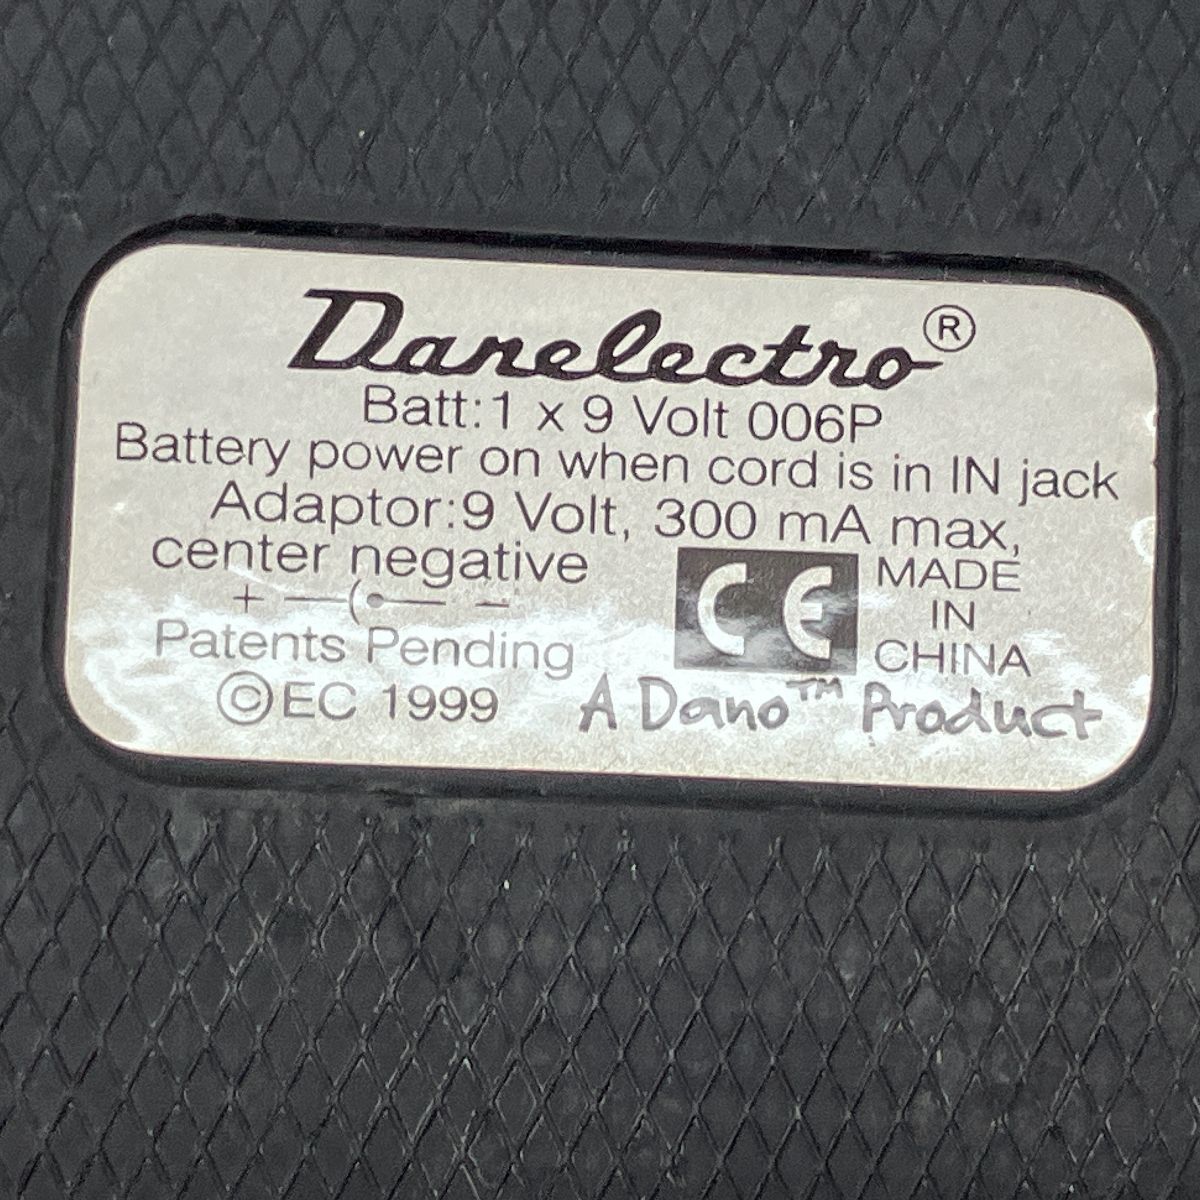 Danelectro®
Batt:1 x 9 Volt 006P
Battery power on when cord is in IN jack
Adaptor:9 Volt, 300 mA max,
center negative
+ −
CE
MADE
IN
CHINA
Patents Pending
©EC 1999
A Dano™ Product